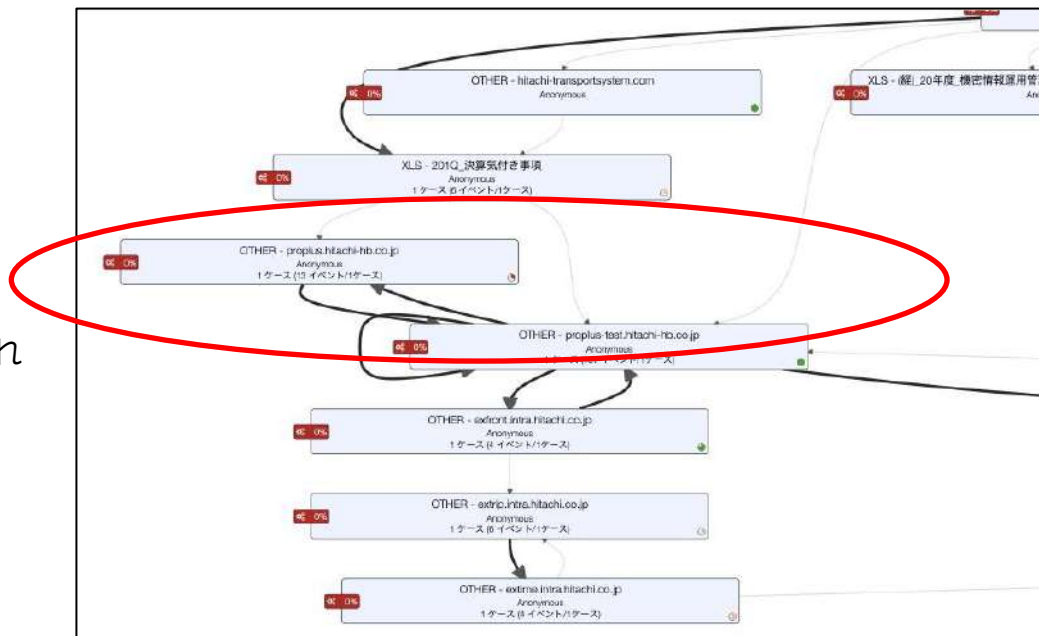 OTHER - hitachi-transportsystem.com
Anonymous
0%
XLS - (経)_20年度_機密情報運用管
0%
XLS - 201Q_決算気付き事項
Anonymous
1 ケース (6 イベント/1ケース)
0%
OTHER - proplus.hitachi-hb.co.jp
Anonymous
1 ケース (13 イベント/1ケース)
0%
れ
OTHER - proplus-test.hitachi-hb.co.jp
Anonymous
0%
OTHER - exfront.intra.hitachi.co.jp
Anonymous
1 ケース (4 イベント/1ケース)
0%
OTHER - extrip.intra.hitachi.co.jp
Anonymous
1 ケース (6 イベント/1ケース)
0%
OTHER - extime.intra.hitachi.co.jp
Anonymous
1 ケース (4 イベント/1ケース)
0%